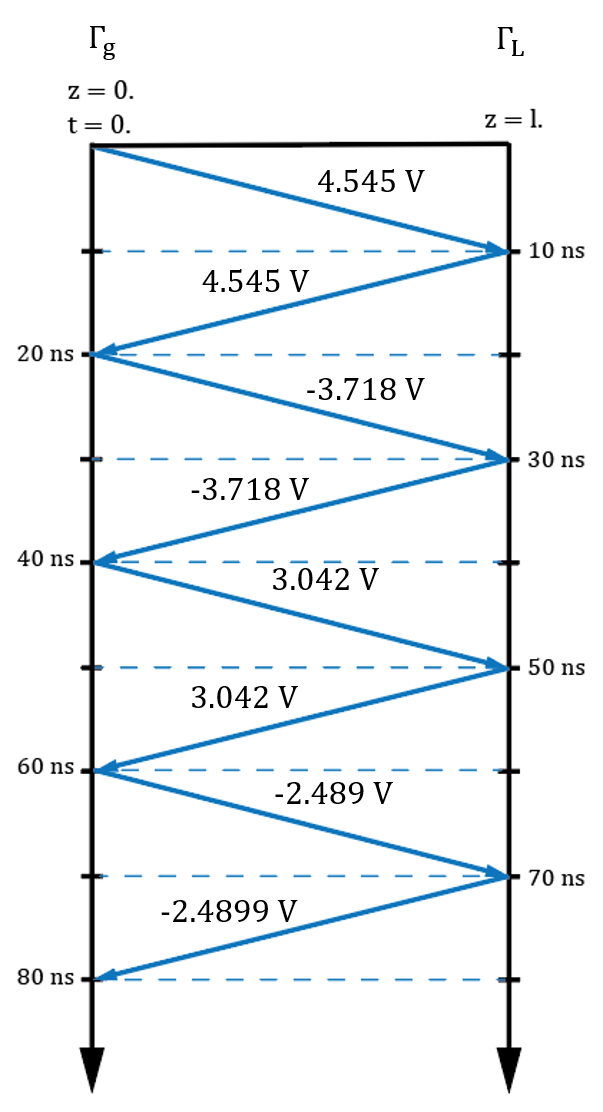 Γg
ΓL
z = 0.
t = 0.
z = l.
4.545 V
10 ns
4.545 V
20 ns
-3.718 V
30 ns
-3.718 V
40 ns
3.042 V
50 ns
3.042 V
60 ns
-2.489 V
70 ns
-2.4899 V
80 ns